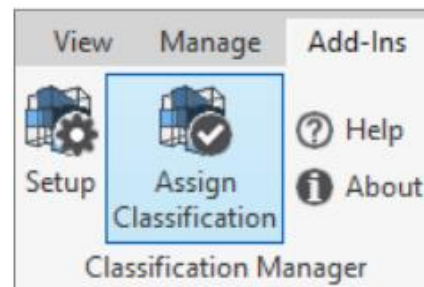 View Manage Add-Ins
Setup
Assign
Classification
Help
About
Classification Manager